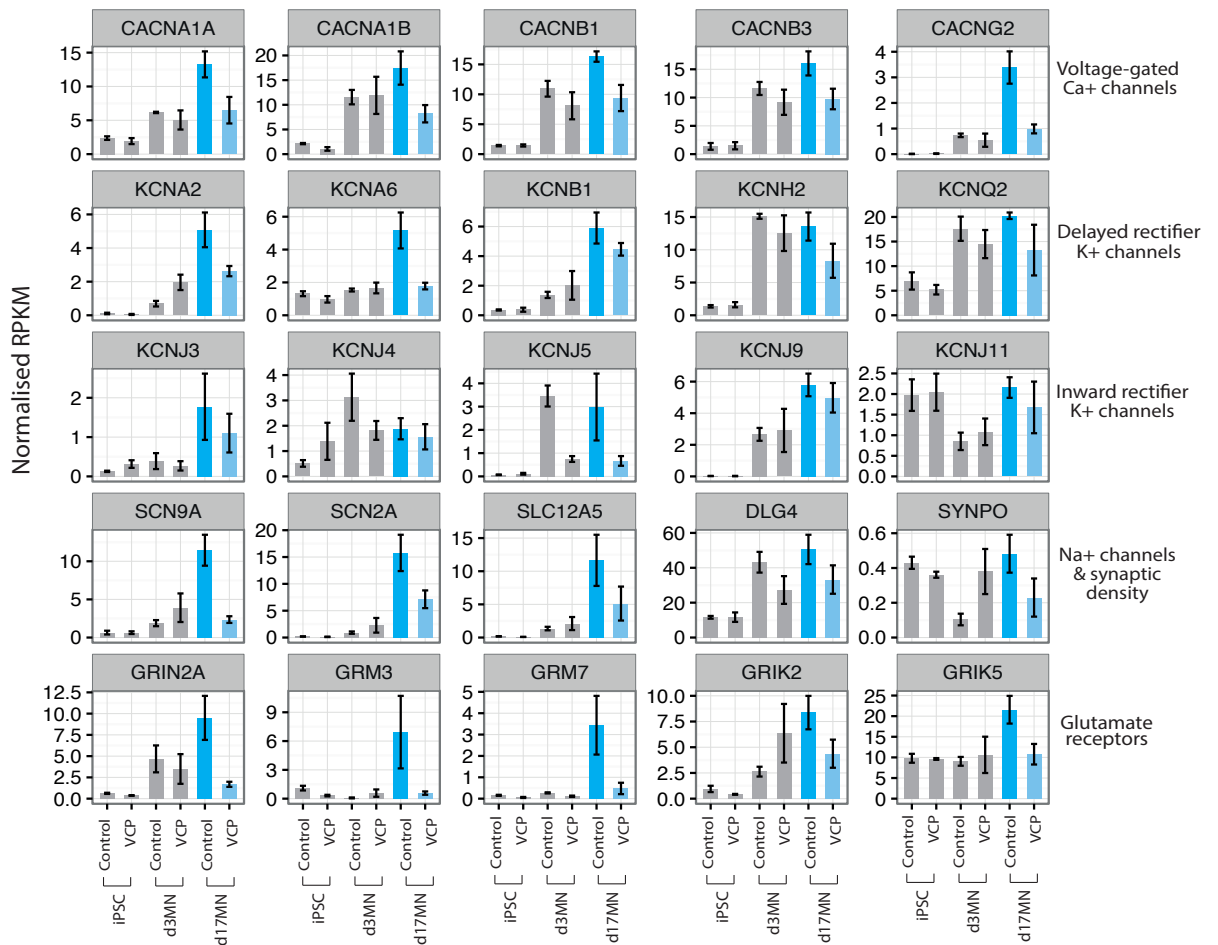 Normalised RPKM
CACNA1A CACNA1B CACNB1 CACNB3 CACNG2
15 10 5 0
20 15 10 5 0
15 10 5 0
15 10 5 0
4 3 2 1 0
Voltage-gated
Ca+ channels
KCNA2 KCNA6 KCNB1 KCNH2 KCNQ2
6 4 2 0
6 4 2 0
6 4 2 0
15 10 5 0
20 15 10 5 0
Delayed rectifier
K+ channels
KCNJ3 KCNJ4 KCNJ5 KCNJ9 KCNJ11
2 1 0
4 3 2 1 0
4 3 2 1 0
6 4 2 0
2.5 2.0 1.5 1.0 0.5 0.0
Inward rectifier
K+ channels
SCN9A SCN2A SLC12A5 DLG4 SYNPO
10 5 0
20 15 10 5 0
15 10 5 0
60 40 20 0
0.6 0.4 0.2 0.0
Na+ channels
& synaptic
density
GRIN2A GRM3 GRM7 GRIK2 GRIK5
12.5 10.0 7.5 5.0 2.5 0.0
9 6 3 0
5 4 3 2 1 0
10.0 7.5 5.0 2.5 0.0
25 20 15 10 5 0
Glutamate
receptors
Control VCP Control VCP Control VCP
iPSC d3MN d17MN
Control VCP Control VCP Control VCP
iPSC d3MN d17MN
Control VCP Control VCP Control VCP
iPSC d3MN d17MN
Control VCP Control VCP Control VCP
iPSC d3MN d17MN
Control VCP Control VCP Control VCP
iPSC d3MN d17MN